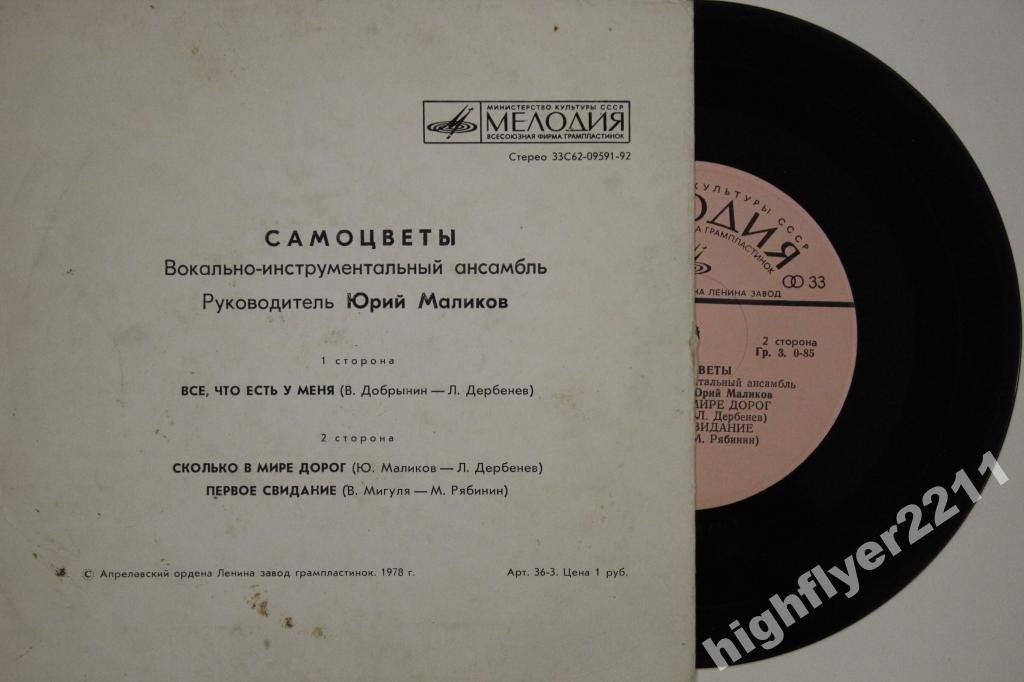 МИНИСТЕРСТВО КУЛЬТУРЫ СССР
МЕЛОДИЯ
ВСЕСОЮЗНАЯ ФИРМА ГРАМПЛАСТИНОК
Стерео 33С62-09591-92
САМОЦВЕТЫ
Вокально-инструментальный ансамбль
Руководитель Юрий Маликов
1 сторона
ВСЕ, ЧТО ЕСТЬ У МЕНЯ (В. Добрынин — Л. Дербенев)
2 сторона
СКОЛЬКО В МИРЕ ДОРОГ (Ю. Маликов — Л. Дербенев)
ПЕРВОЕ СВИДАНИЕ (В. Мигуля — М. Рябинин)
© Апрелевский ордена Ленина завод грампластинок. 1978 г.
Арт. 36-3. Цена 1 руб.
КУЛЬТУРЫ СССР
ОДИЯ
А ГРАМПЛАСТИНОК
33
НА ЛЕНИНА ЗАВОД
2 сторона
Гр. 3. 0-85
ЦВЕТЫ
нтальный ансамбль
Юрий Маликов
МИРЕ ДОРОГ
Л. Дербенев)
ВИДАНИЕ
М. Рябинин)
highflyer2211